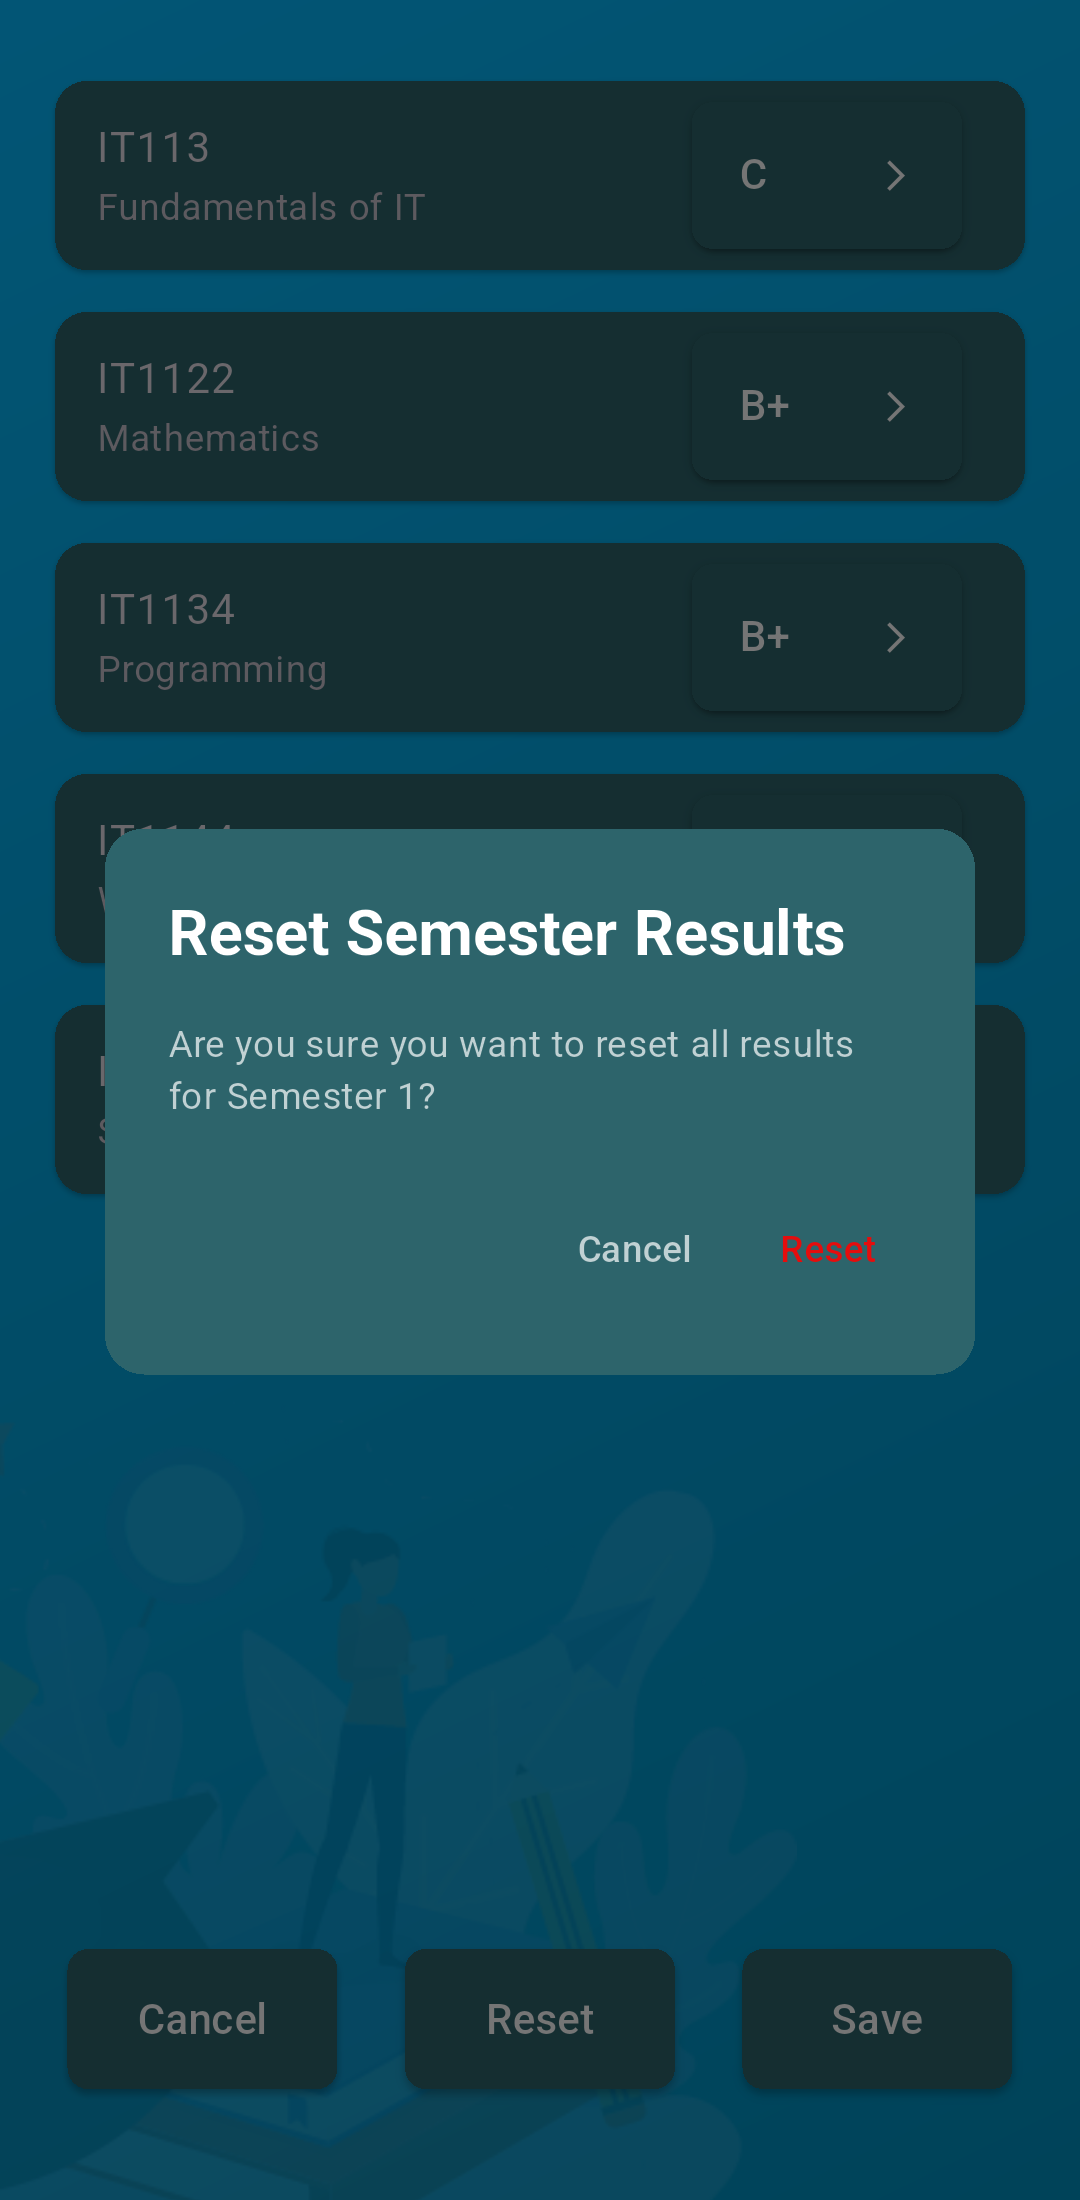 IT113
Fundamentals of IT
C
IT1122
Mathematics
B+
IT1134
Programming
B+
Reset Semester Results
Are you sure you want to reset all results
for Semester 1?
Cancel Reset
Cancel Reset Save